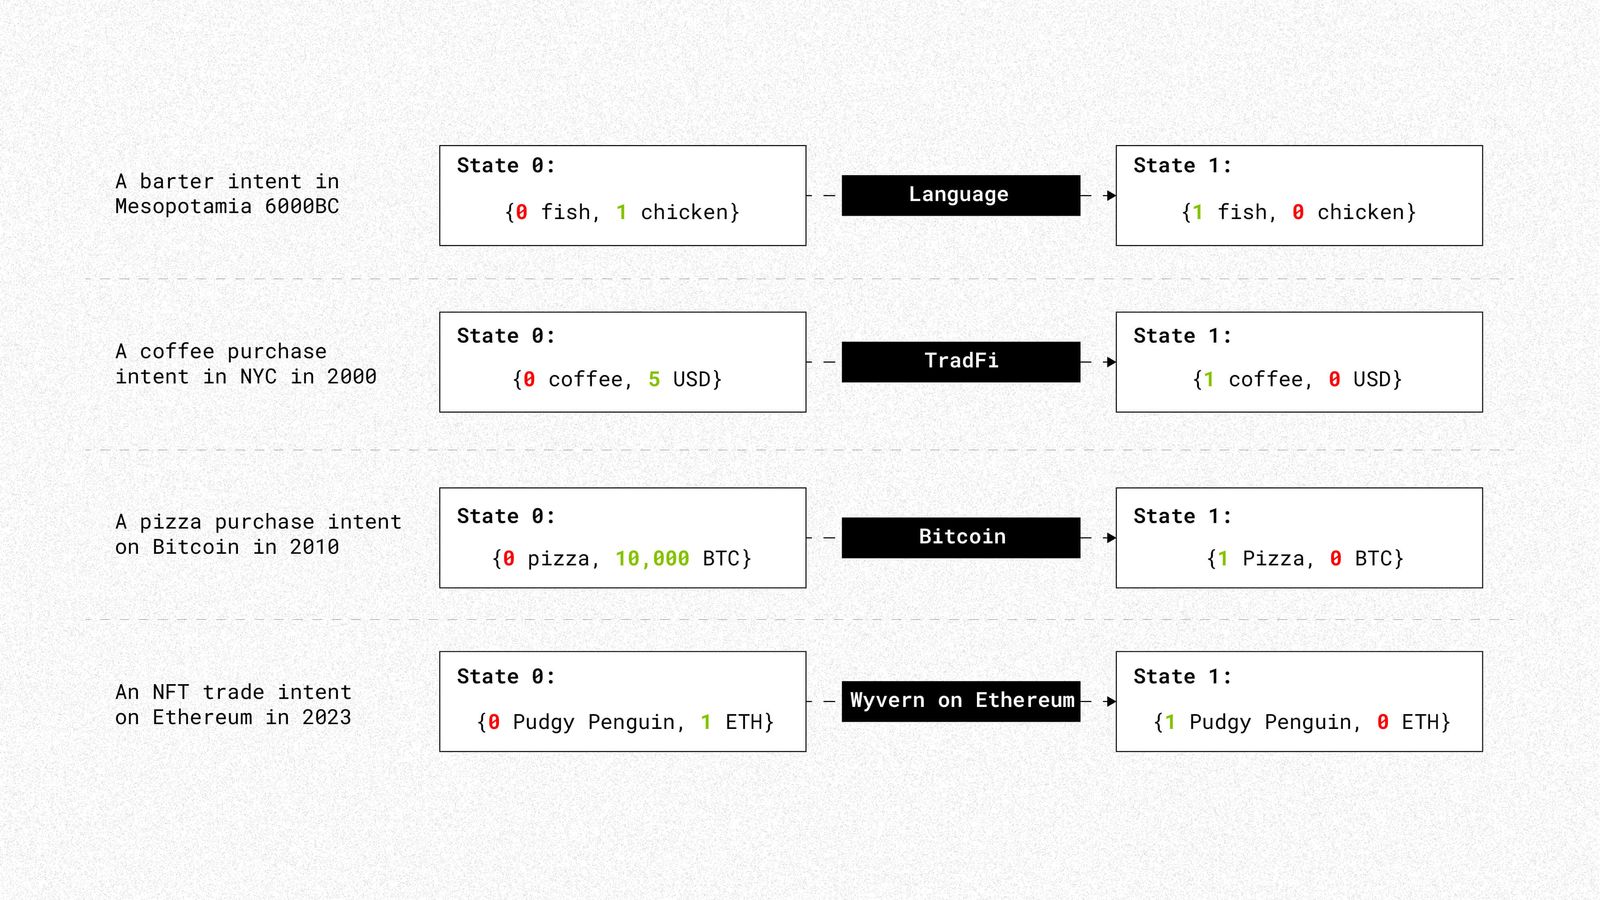 A barter intent in
Mesopotamia 6000BC
State 0:
{0 fish, 1 chicken}
Language
State 1:
{1 fish, 0 chicken}
A coffee purchase
intent in NYC in 2000
State 0:
{0 coffee, 5 USD}
TradFi
State 1:
{1 coffee, 0 USD}
A pizza purchase intent
on Bitcoin in 2010
State 0:
{0 pizza, 10,000 BTC}
Bitcoin
State 1:
{1 Pizza, 0 BTC}
An NFT trade intent
on Ethereum in 2023
State 0:
{0 Pudgy Penguin, 1 ETH}
Wyvern on Ethereum
State 1:
{1 Pudgy Penguin, 0 ETH}